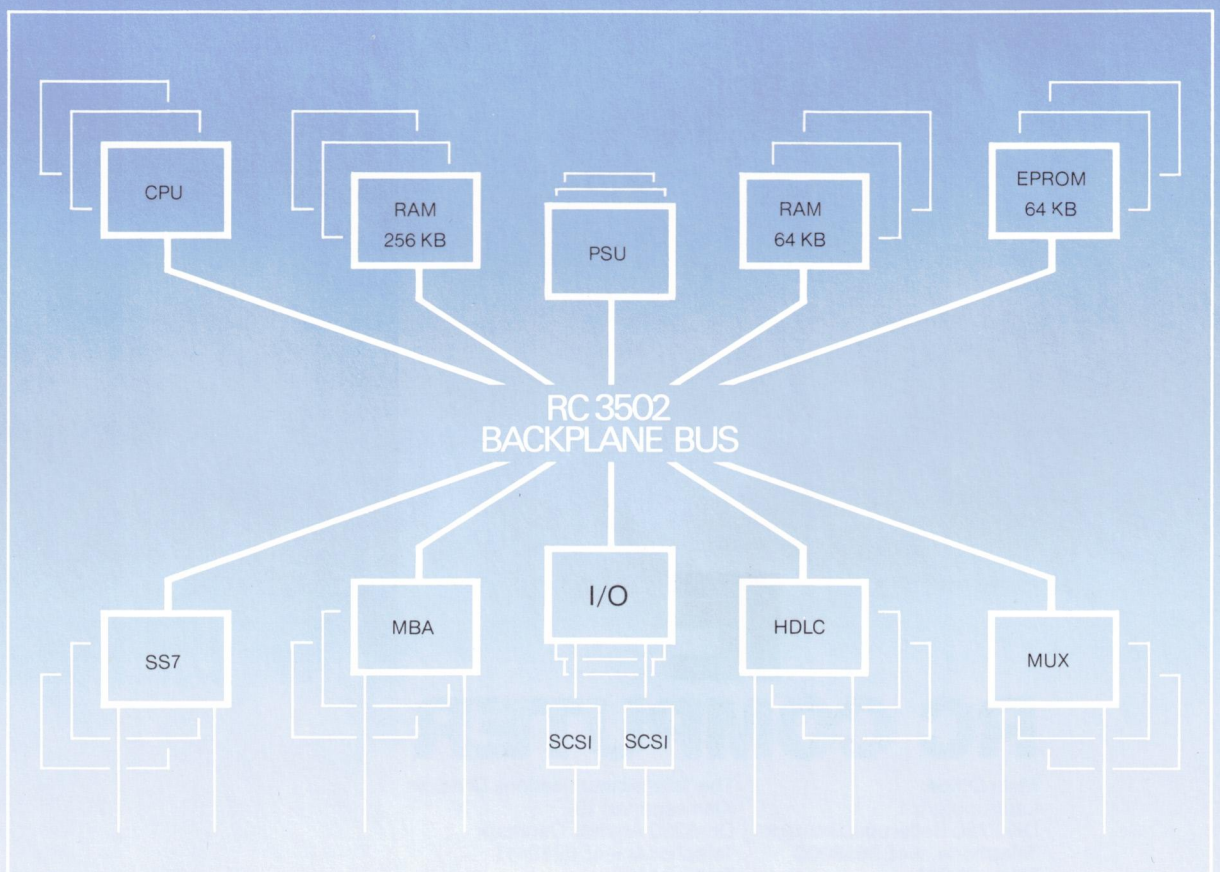 CPU
RAM
256 KB
PSU
RAM
64 KB
EPROM
64 KB
RC 3502
BACKPLANE BUS
SS7
MBA
I/O
HDLC
MUX
SCSI
SCSI